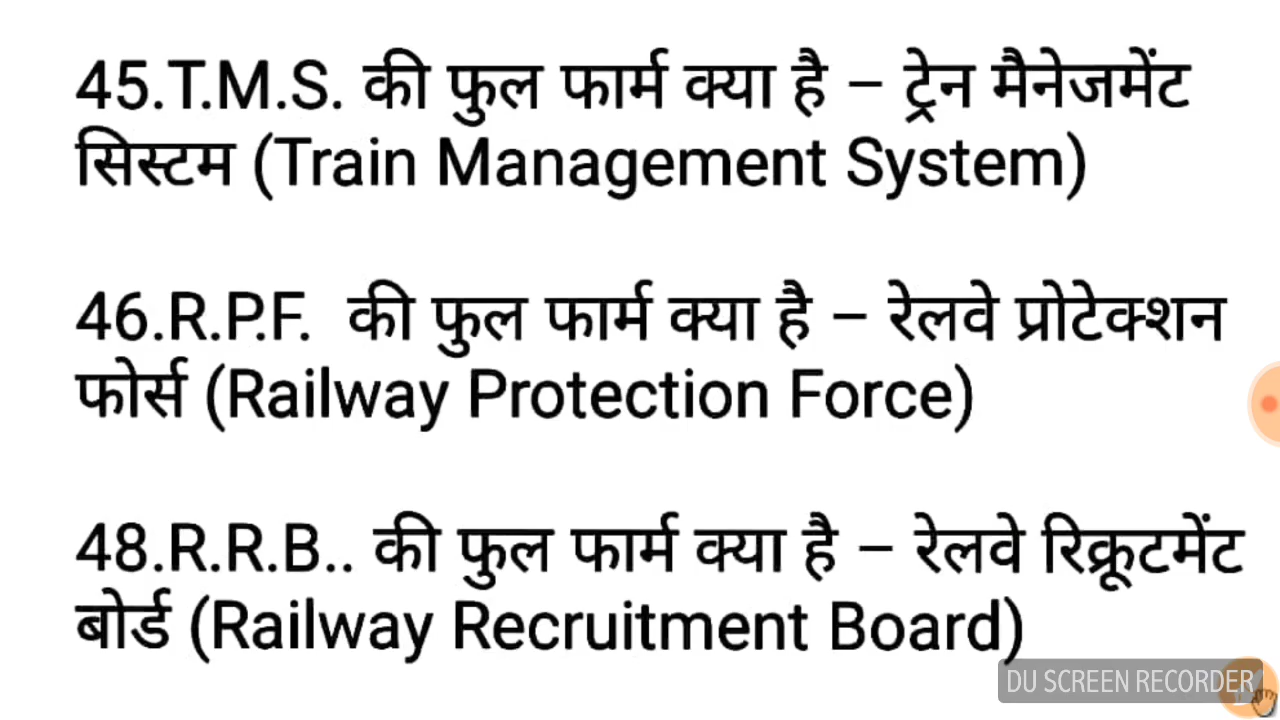 45.T.M.S. की फुल फार्म क्या है – ट्रेन मैनेजमेंट
सिस्टम (Train Management System)
46.R.P.F. की फुल फार्म क्या है – रेलवे प्रोटेक्शन
फोर्स (Railway Protection Force)
48.R.R.B.. की फुल फार्म क्या है – रेलवे रिक्रूटमेंट
बोर्ड (Railway Recruitment Board)
DU SCREEN RECORDER